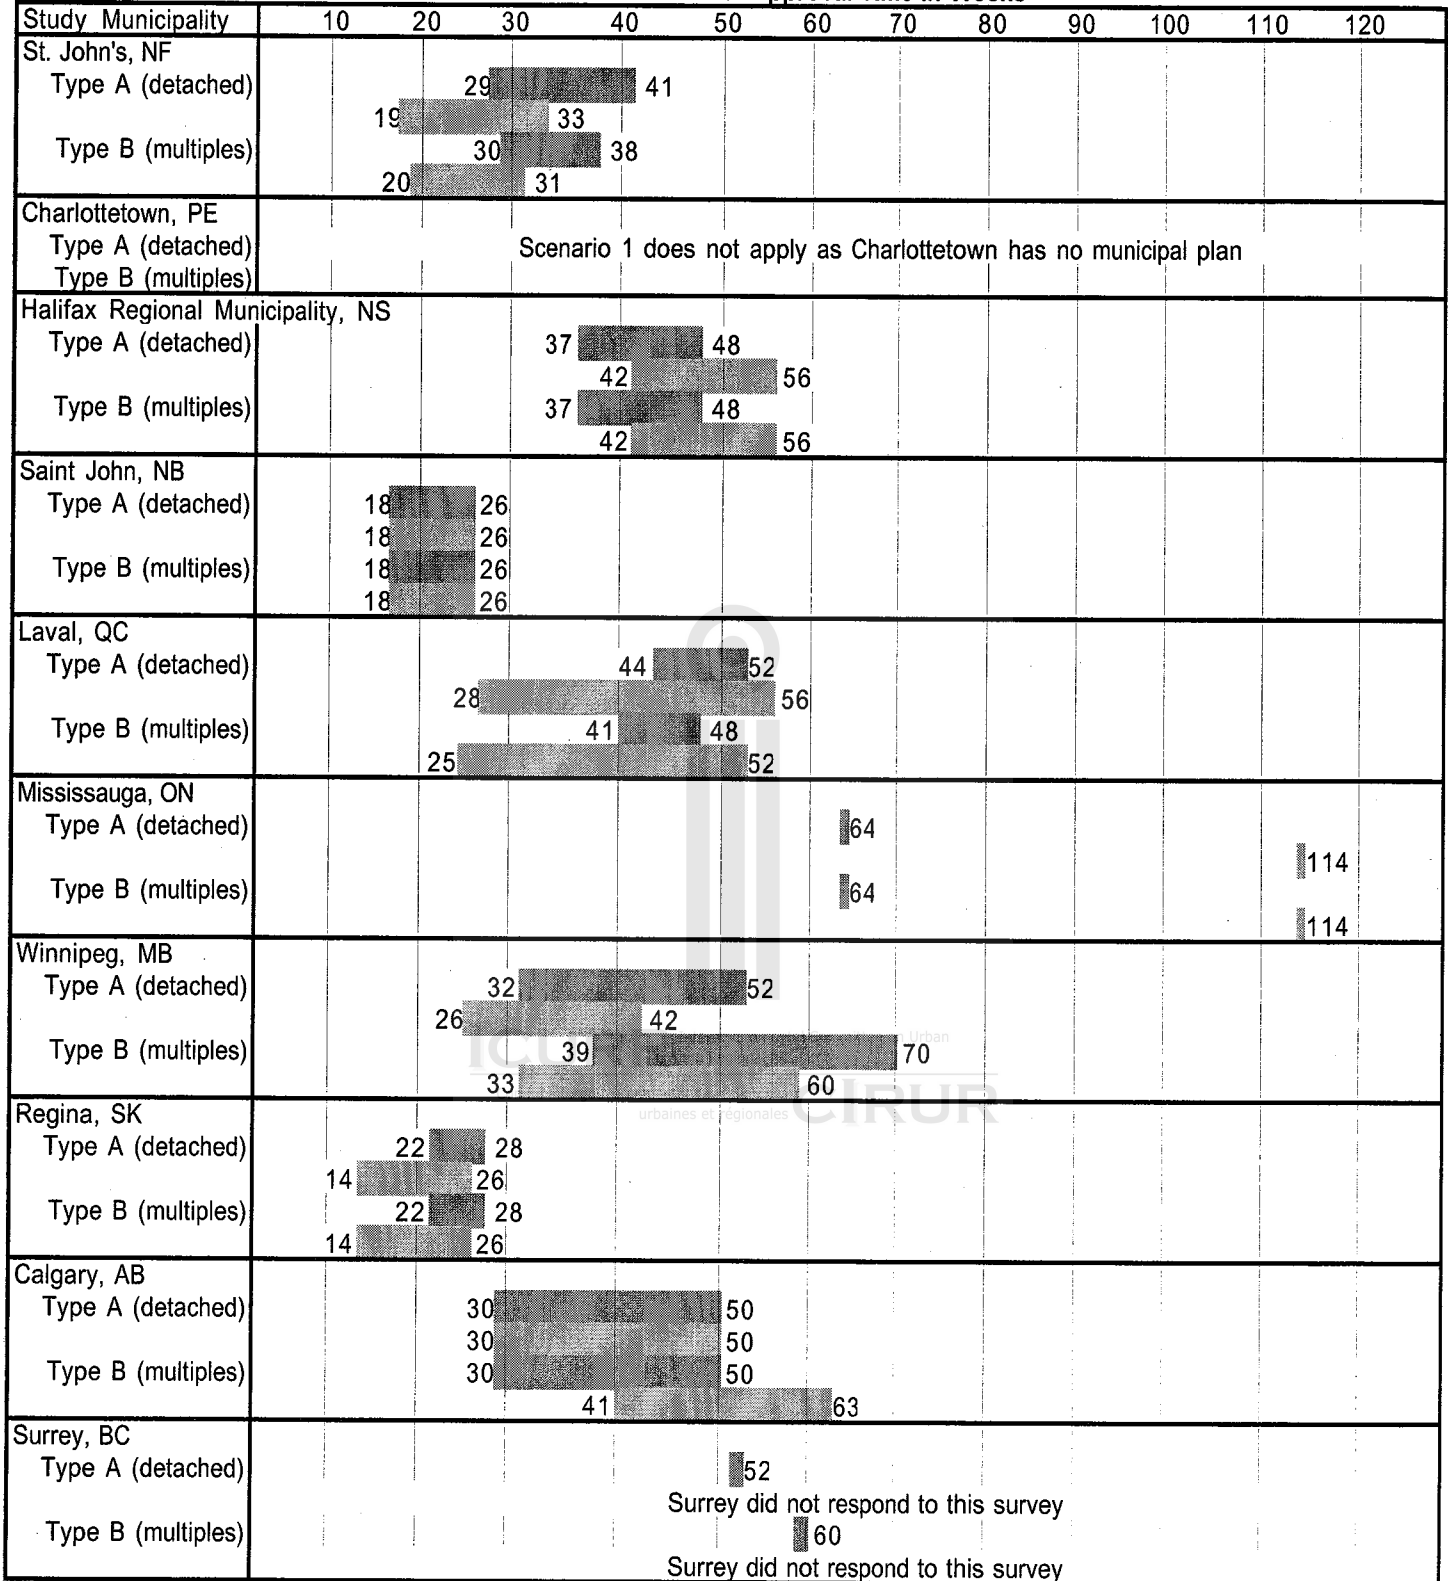 Study Municipality 10 20 30 40 50 60 70 80 90 100 110 120
St. John's, NF
Type A (detached) 29 41
19 33
Type B (multiples) 30 38
20 31
Charlottetown, PE
Type A (detached) Scenario 1 does not apply as Charlottetown has no municipal plan
Type B (multiples)
Halifax Regional Municipality, NS
Type A (detached) 37 48
42 56
Type B (multiples) 37 48
42 56
Saint John, NB
Type A (detached) 18 26
18 26
Type B (multiples) 18 26
18 26
Laval, QC
Type A (detached) 44 52
28 56
Type B (multiples) 41 48
25 52
Mississauga, ON
Type A (detached) 64
114
Type B (multiples) 64
114
Winnipeg, MB
Type A (detached) 32 52
26 42
Urban
Type B (multiples) 39 70
33 60
urbaines et régionales CIRUR
Regina, SK
Type A (detached) 22 28
14 26
Type B (multiples) 22 28
14 26
Calgary, AB
Type A (detached) 30 50
30 50
Type B (multiples) 30 50
41 63
Surrey, BC
Type A (detached) 52
Surrey did not respond to this survey
Type B (multiples) 60
Surrey did not respond to this survey